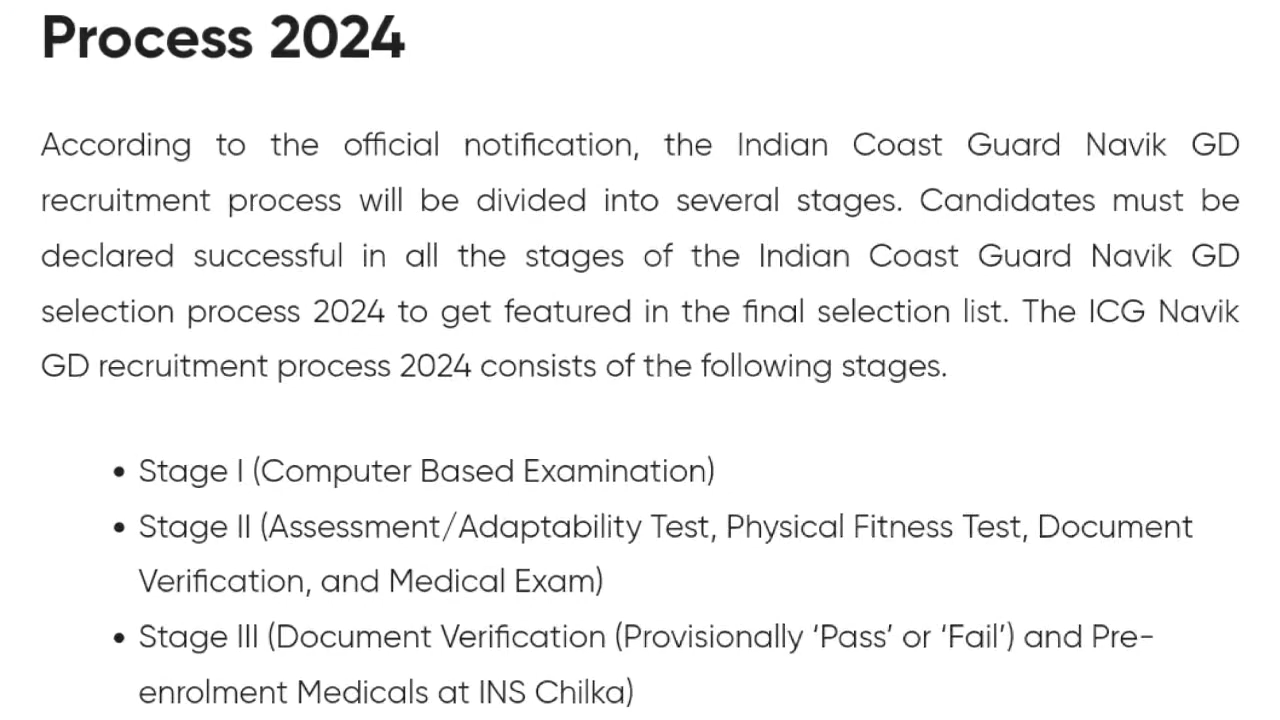 Process 2024
According to the official notification, the Indian Coast Guard Navik GD
recruitment process will be divided into several stages. Candidates must be
declared successful in all the stages of the Indian Coast Guard Navik GD
selection process 2024 to get featured in the final selection list. The ICG Navik
GD recruitment process 2024 consists of the following stages.
• Stage I (Computer Based Examination)
• Stage II (Assessment/Adaptability Test, Physical Fitness Test, Document
Verification, and Medical Exam)
• Stage III (Document Verification (Provisionally ‘Pass’ or ‘Fail’) and Pre-
enrolment Medicals at INS Chilka)